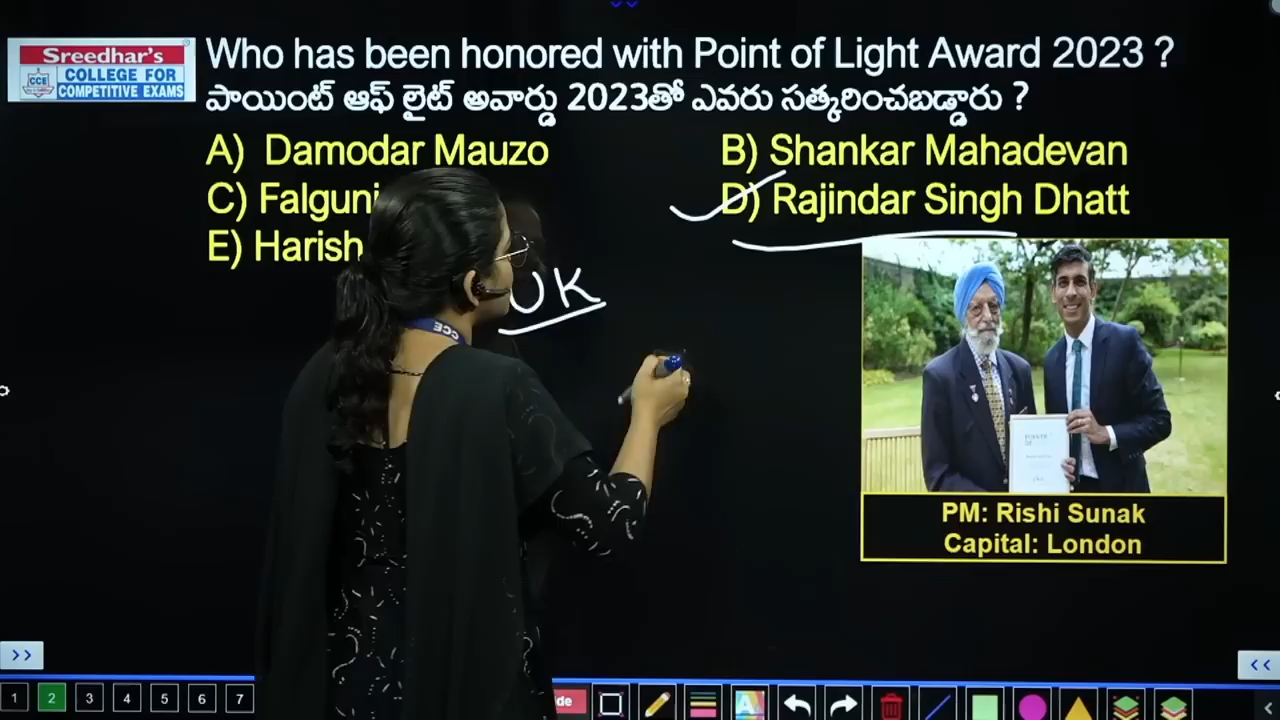 Sreedhar's
COLLEGE FOR
CCE
COMPETITIVE EXAMS
Who has been honored with Point of Light Award 2023 ?
పాయింట్ ఆఫ్ లైట్ అవార్డు 2023తో ఎవరు సత్కరించబడ్డారు ?
A) Damodar Mauzo
B) Shankar Mahadevan
C) Falguni
D) Rajindar Singh Dhatt
E) Harish
UK
CCE
PM: Rishi Sunak
Capital: London
>>
<<
1 2 3 4 5 6 7
de
A
<